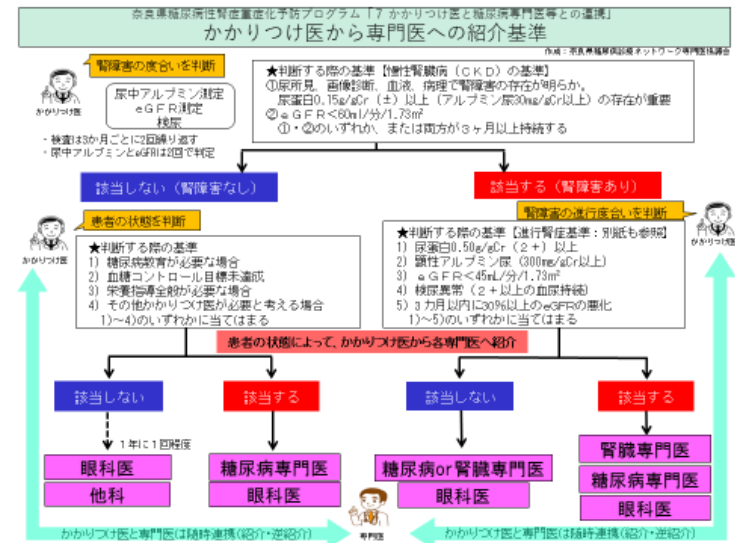 奈良県糖尿病性腎症重症化予防プログラム「7 かかりつけ医と糖尿病専門医等との連携」
かかりつけ医から専門医への紹介基準
作成：奈良県糖尿病診療ネットワーク専門医協議会
腎障害の度合いを判断
かかりつけ医
尿中アルブミン測定
eGFR測定
検尿
・検査は3か月ごとに2回繰り返す
・尿中アルブミンとeGFRは2回で判定
★判断する際の基準【慢性腎臓病（CKD）の基準】
①尿所見、画像診断、血液、病理で腎障害の存在が明らか。
尿蛋白0.15g/gCr（±）以上（アルブミン尿30mg/gCr以上）の存在が重要
②eGFR＜60ml/分/1.73㎡
①・②のいずれか、または両方が3ヶ月以上持続する
該当しない（腎障害なし）
該当する（腎障害あり）
患者の状態を判断
かかりつけ医
★判断する際の基準
1）糖尿病教育が必要な場合
2）血糖コントロール目標未達成
3）栄養指導全般が必要な場合
4）その他かかりつけ医が必要と考える場合
1)～4)のいずれかに当てはまる
腎障害の進行度合いを判断
かかりつけ医
★判断する際の基準【進行腎症基準：別紙も参照】
1）尿蛋白0.50g/gCr（2+）以上
2）顕性アルブミン尿（300mg/gCr以上）
3）eGFR＜45mL/分/1.73㎡
4）検尿異常（2+以上の血尿持続）
5）3カ月以内に30%以上のeGFRの悪化
1)～5)のいずれかに当てはまる
患者の状態によって、かかりつけ医から各専門医へ紹介
該当しない
該当する
該当しない
該当する
1年に1回程度
眼科医
他科
糖尿病専門医
眼科医
糖尿病or腎臓専門医
眼科医
腎臓専門医
糖尿病専門医
眼科医
かかりつけ医と専門医は随時連携（紹介・逆紹介）
専門医
かかりつけ医と専門医は随時連携（紹介・逆紹介）